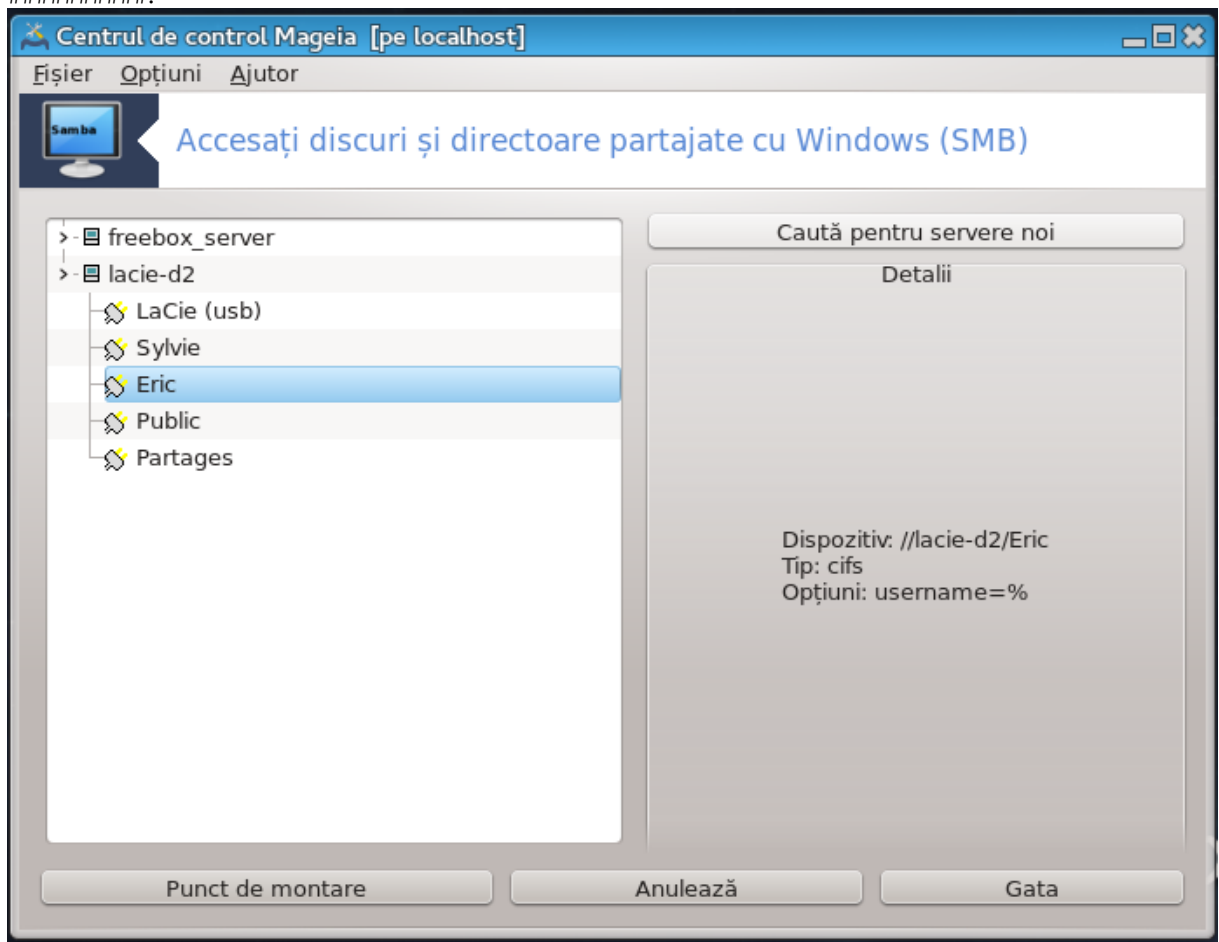 Centrul de control Mageia [pe localhost]
Fișier Opțiuni Ajutor
Samba
Accesați discuri și directoare partajate cu Windows (SMB)
freebox_server
lacie-d2
LaCie (usb)
Sylvie
Eric
Public
Partages
Caută pentru servere noi
Detalii
Dispozitiv: //lacie-d2/Eric
Tip: cifs
Opțiuni: username=%
Punct de montare
Anulează
Gata